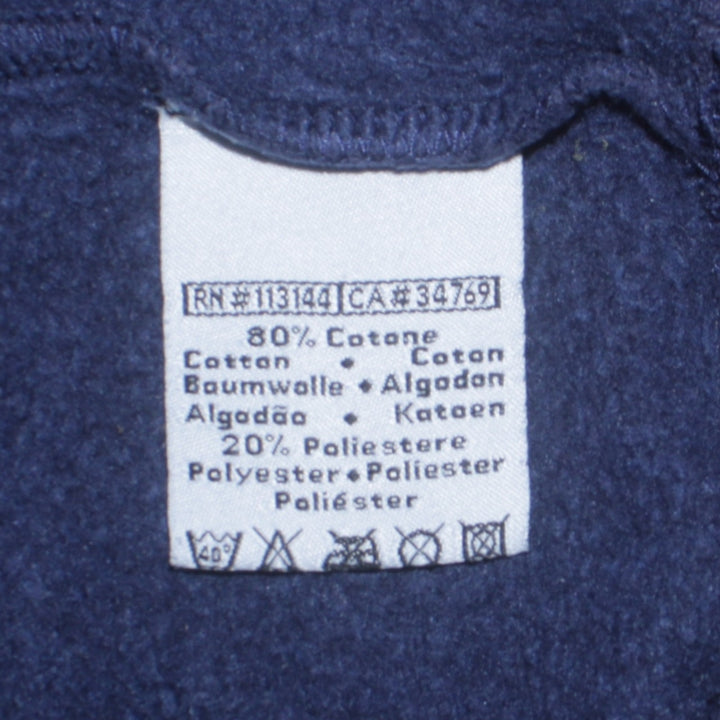 RN #113144 CA #34769
80% Cotone
Cotton • Coton
Baumwolle • Algodon
Algodão • Katoen
20% Poliestere
Polyester • Poliester
Poliéster
40°